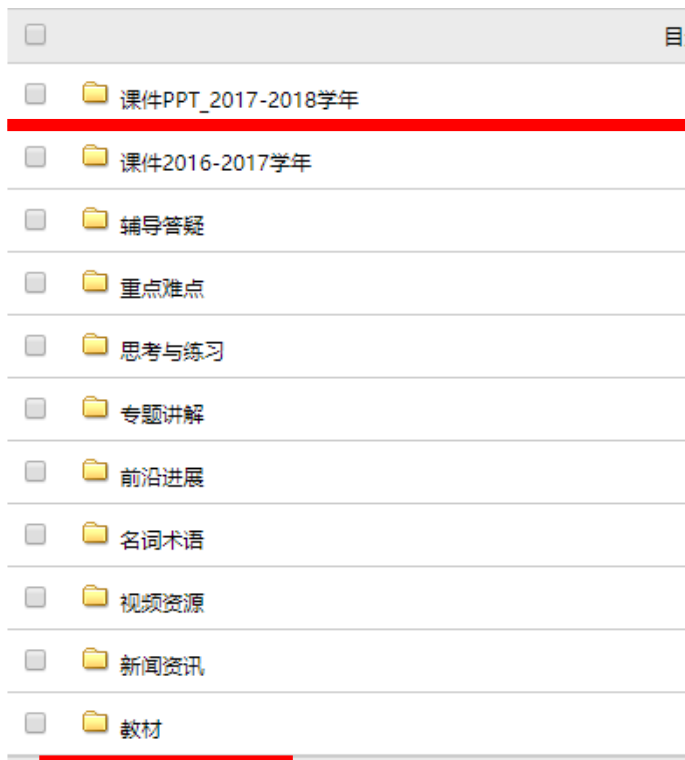 目
课件PPT_2017-2018学年
课件2016-2017学年
辅导答疑
重点难点
思考与练习
专题讲解
前沿进展
名词术语
视频资源
新闻资讯
教材